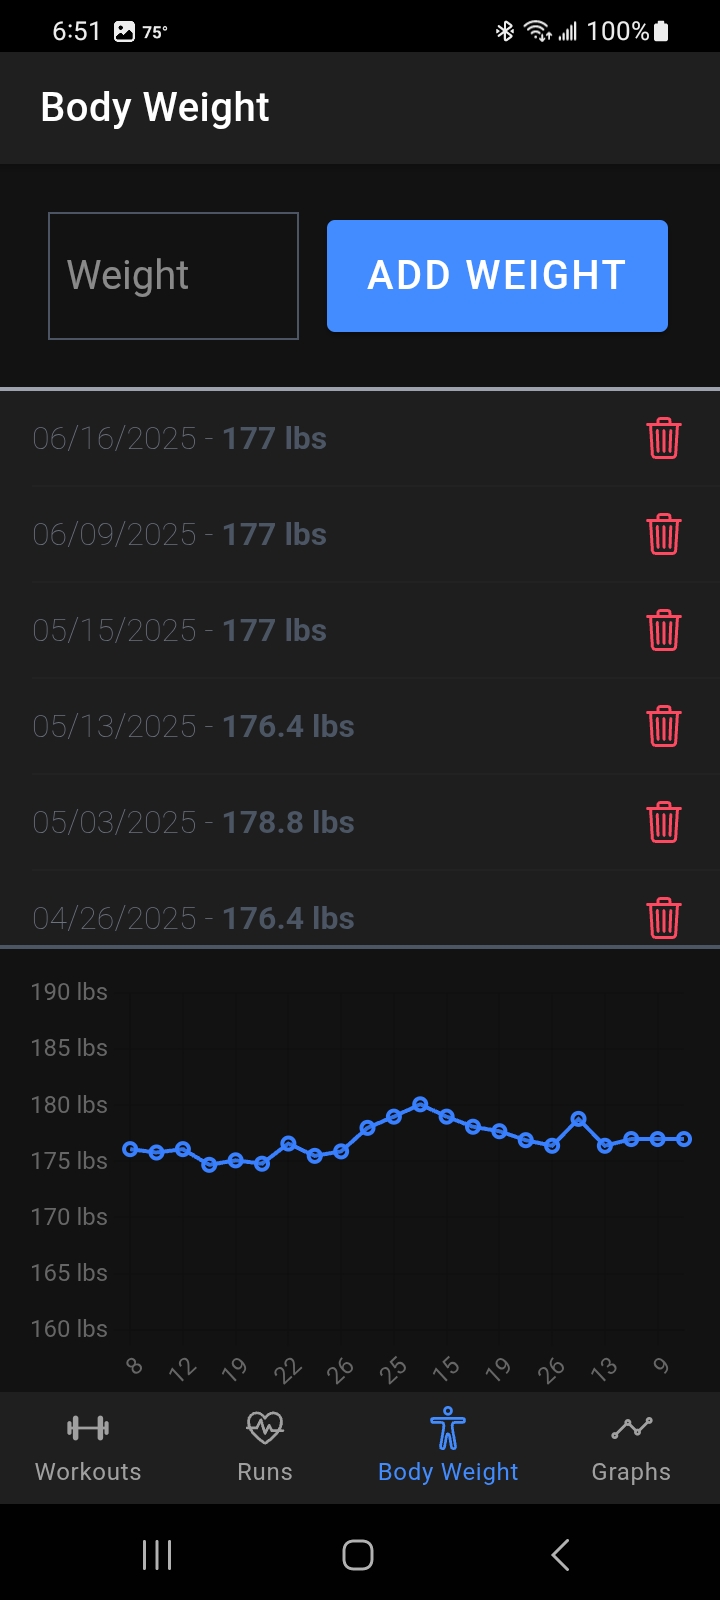 6:51 75° 100%
Body Weight
Weight
ADD WEIGHT
06/16/2025 - 177 lbs
06/09/2025 - 177 lbs
05/15/2025 - 177 lbs
05/13/2025 - 176.4 lbs
05/03/2025 - 178.8 lbs
04/26/2025 - 176.4 lbs
190 lbs
185 lbs
180 lbs
175 lbs
170 lbs
165 lbs
160 lbs
8 12 19 22 26 25 15 19 26 13 9
Workouts Runs Body Weight Graphs